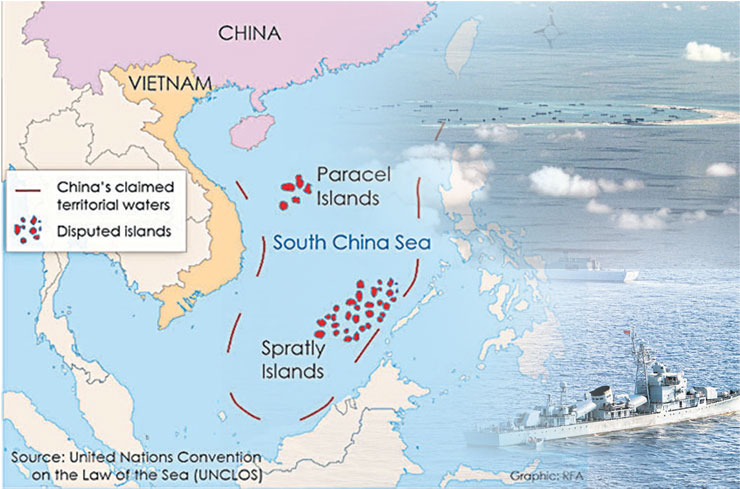 CHINA
VIETNAM
China's claimed
territorial waters
Disputed islands
Paracel
Islands
South China Sea
Spratly
Islands
Source: United Nations Convention
on the Law of the Sea (UNCLOS)
Graphic: RFA